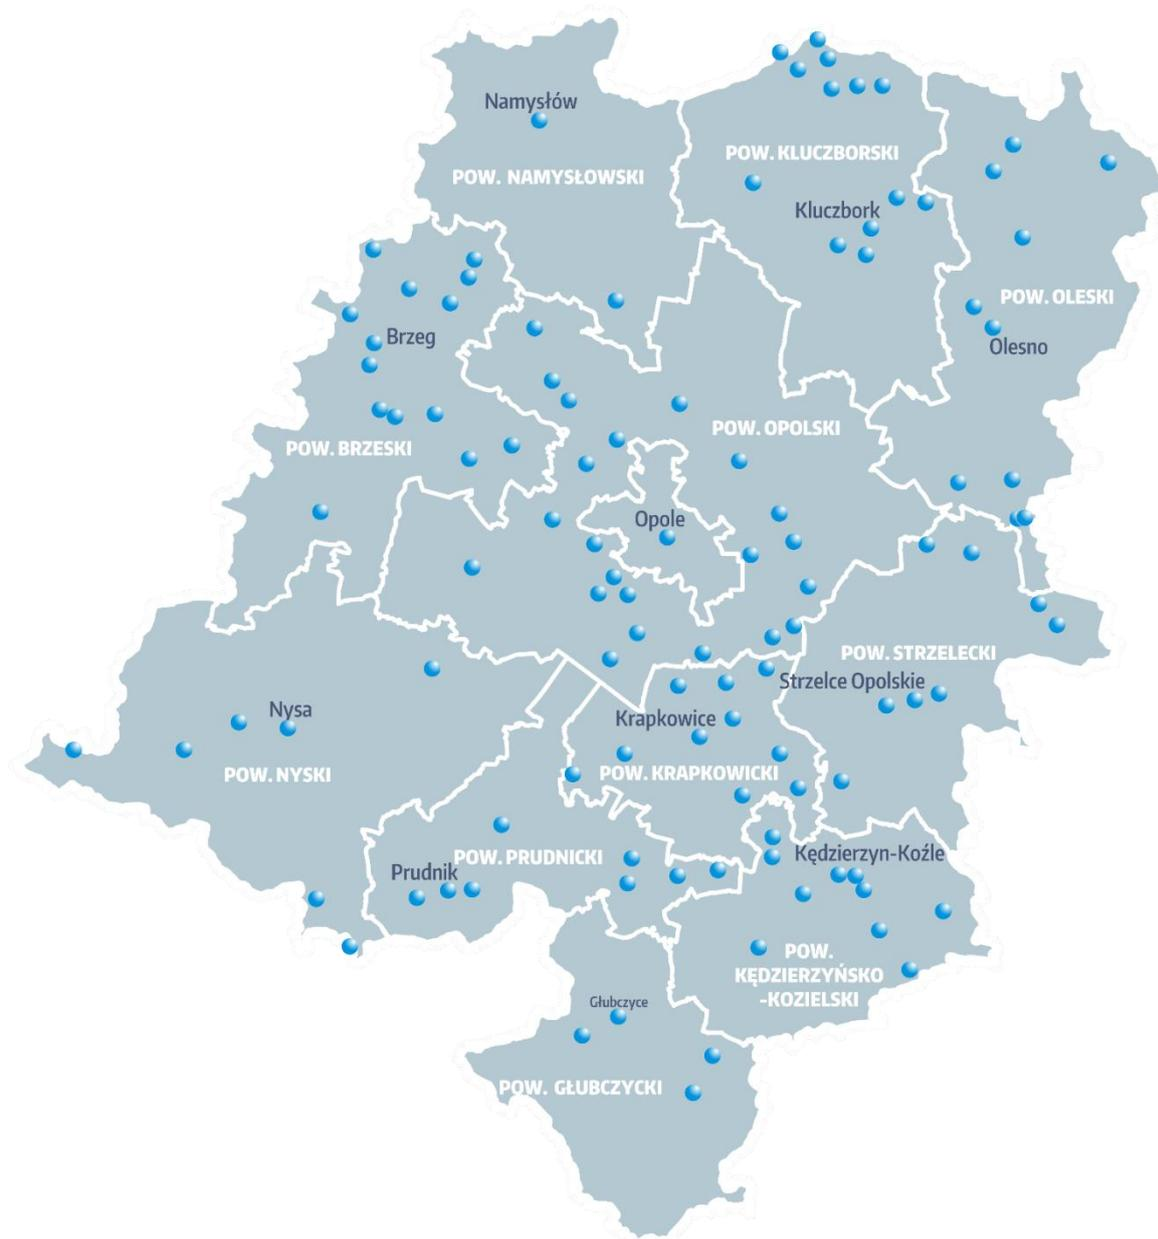 Namysłów
POW. KLUCZBORSKI
POW. NAMYSŁOWSKI
Kluczbork
POW. OLESKI
Brzeg
Olesno
POW. OPOLSKI
POW. BRZESKI
Opole
POW. STRZELECKI
Strzelce Opolskie
Nysa
Krapkowice
POW. NYSKI
POW. KRAPKOWICKI
Kędzierzyn-Koźle
POW. PRUDNICKI
Prudnik
POW.
KĘDZIERZYŃSKO
-KOZIELSKI
Głubczyce
POW. GŁUBCZYCKI